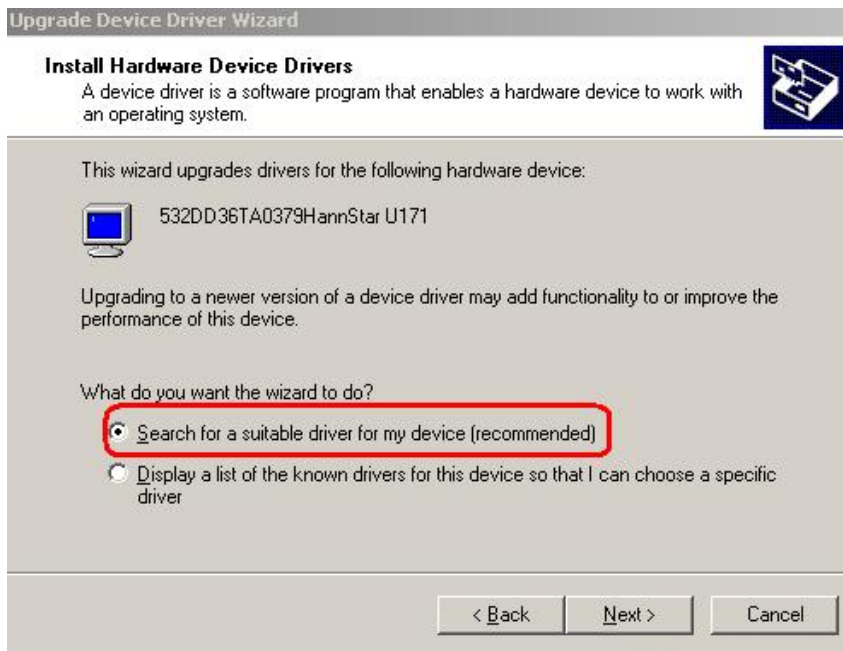 Upgrade Device Driver Wizard
Install Hardware Device Drivers
A device driver is a software program that enables a hardware device to work with
an operating system.
This wizard upgrades drivers for the following hardware device:
532DD36TA0379HannStar U171
Upgrading to a newer version of a device driver may add functionality to or improve the
performance of this device.
What do you want the wizard to do?
Search for a suitable driver for my device (recommended)
Display a list of the known drivers for this device so that I can choose a specific
driver
< Back
Next >
Cancel